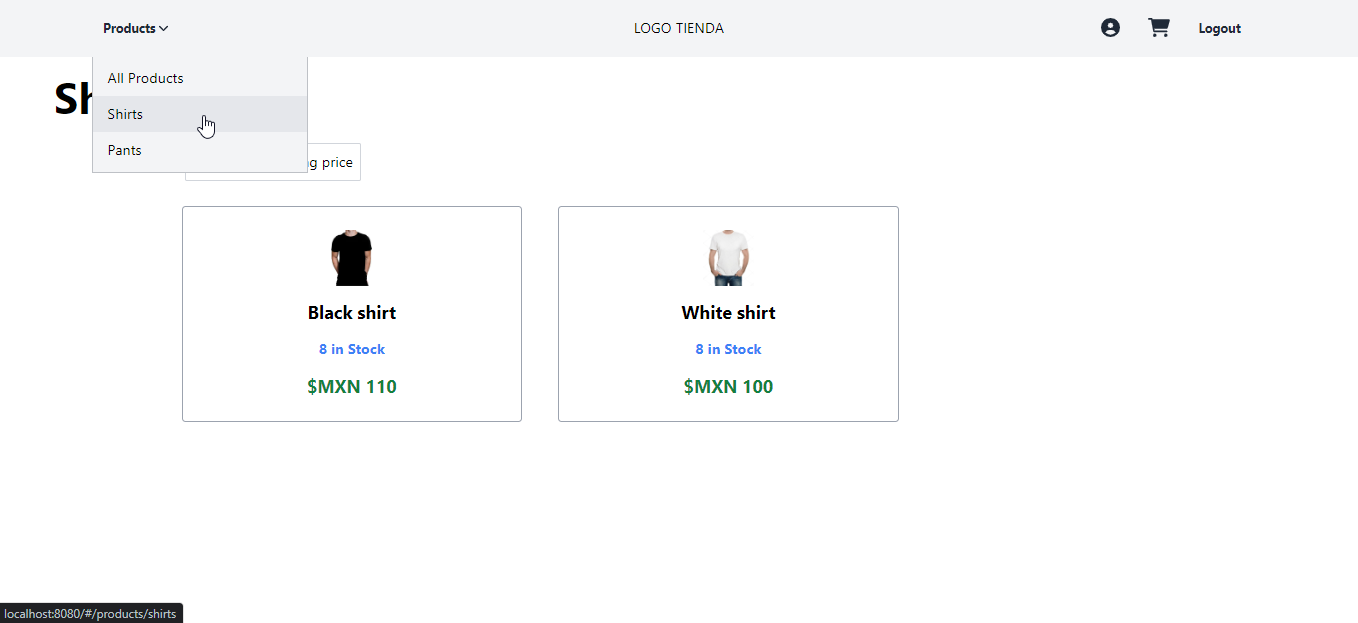 Products
LOGO TIENDA
Logout
All Products
Shirts
Pants
price
Black shirt
8 in Stock
$MXN 110
White shirt
8 in Stock
$MXN 100
localhost:8080/#/products/shirts